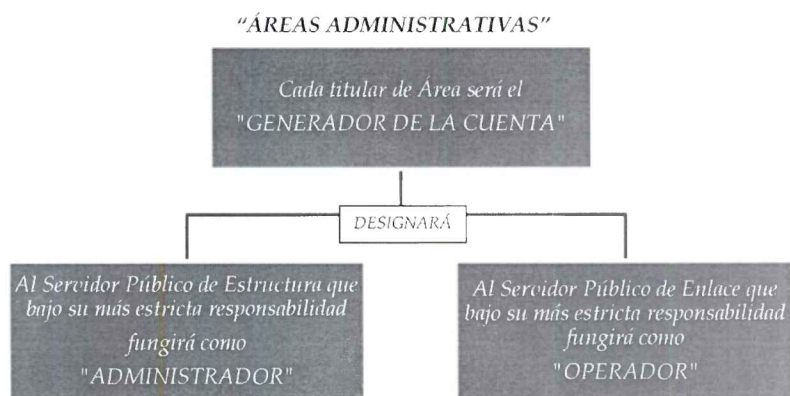 “ÁREAS ADMINISTRATIVAS”
Cada titular de Área será el
"GENERADOR DE LA CUENTA"
DESIGNARÁ
Al Servidor Público de Estructura que
bajo su más estricta responsabilidad
fungirá como
"ADMINISTRADOR"
Al Servidor Público de Enlace que
bajo su más estricta responsabilidad
fungirá como
"OPERADOR"